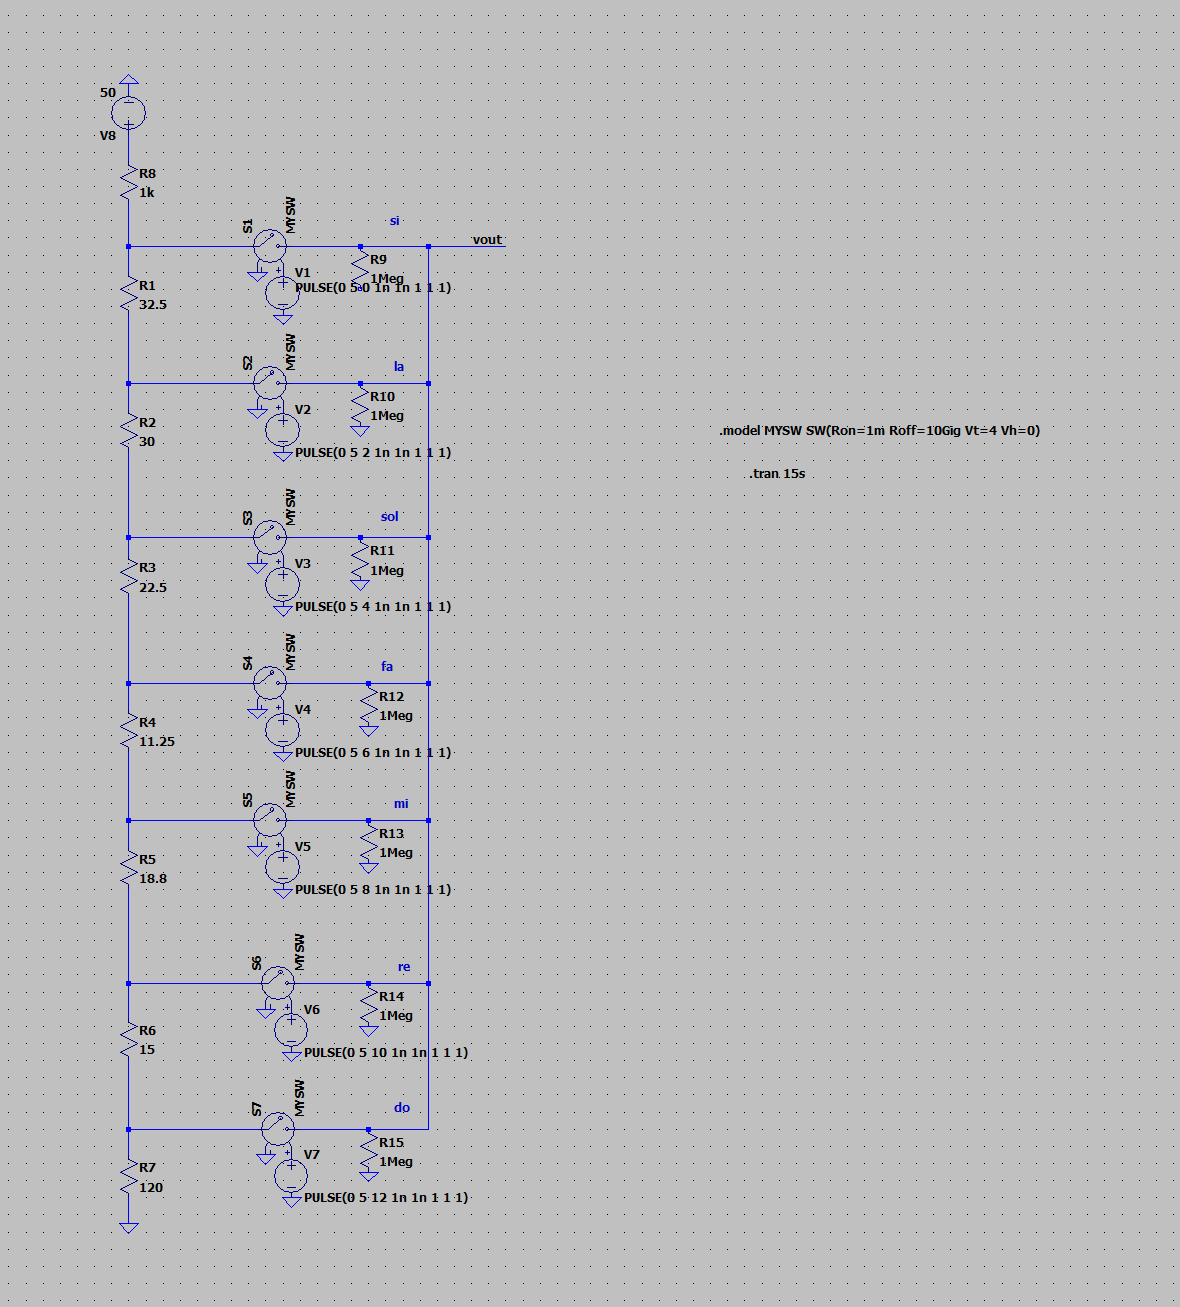 50
V8
R8
1k
S1
MYSW
si
vout
R9
1Meg
V1
PULSE(0 5 0 1n 1n 1 1 1)
R1
32.5
S2
MYSW
la
R10
1Meg
V2
PULSE(0 5 2 1n 1n 1 1 1)
R2
30
.model MYSW SW(Ron=1m Roff=10Gig Vt=4 Vh=0)
.tran 15s
S3
MYSW
sol
R11
1Meg
V3
PULSE(0 5 4 1n 1n 1 1 1)
R3
22.5
S4
MYSW
fa
R12
1Meg
V4
PULSE(0 5 6 1n 1n 1 1 1)
R4
11.25
S5
MYSW
mi
R13
1Meg
V5
PULSE(0 5 8 1n 1n 1 1 1)
R5
18.8
S6
MYSW
re
R14
1Meg
V6
PULSE(0 5 10 1n 1n 1 1 1)
R6
15
S7
MYSW
do
R15
1Meg
V7
PULSE(0 5 12 1n 1n 1 1 1)
R7
120